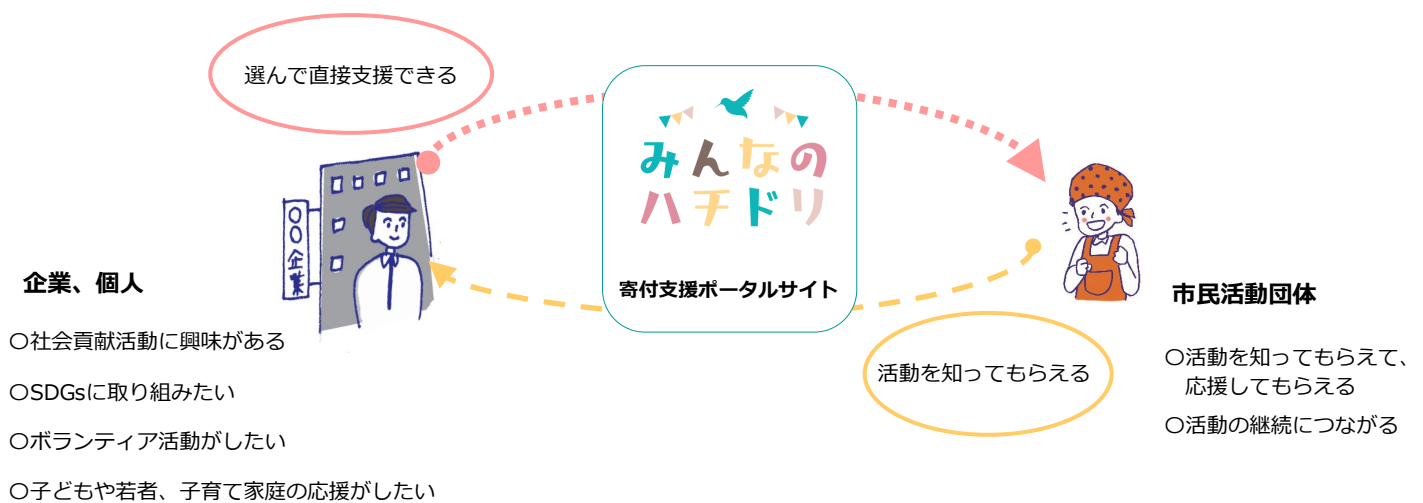 選んで直接支援できる
みんなの
ハチドリ
寄付支援ポータルサイト
〇〇企業
企業、個人
〇社会貢献活動に興味がある
〇SDGsに取り組みたい
〇ボランティア活動がしたい
〇子どもや若者、子育て家庭の応援がしたい
活動を知ってもらえる
市民活動団体
〇活動を知ってもらえて、
応援してもらえる
〇活動の継続につながる